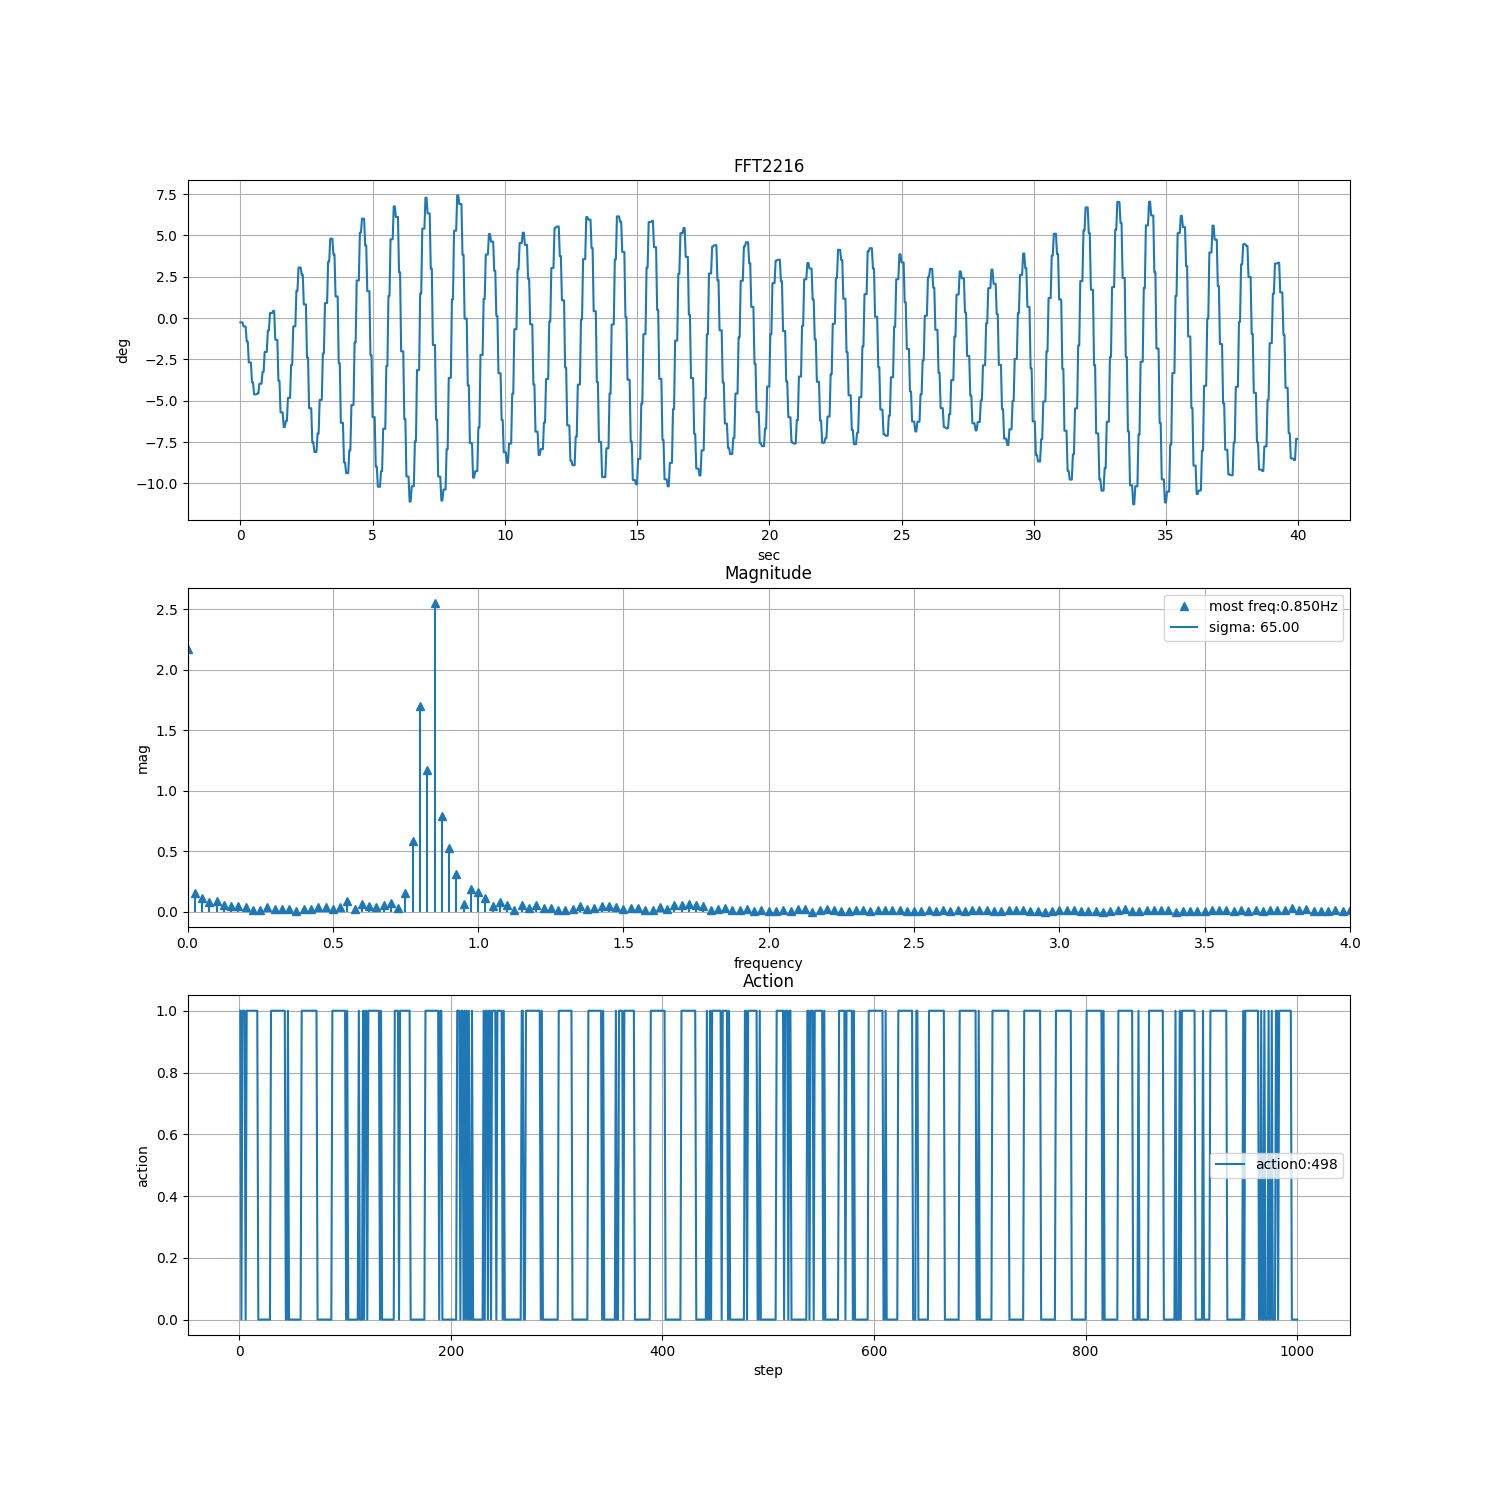 FFT2216
7.5
5.0
2.5
0.0
−2.5
−5.0
−7.5
−10.0
deg
0 5 10 15 20 25 30 35 40
sec
Magnitude
2.5
2.0
1.5
1.0
0.5
0.0
mag
most freq:0.850Hz
sigma: 65.00
0.0 0.5 1.0 1.5 2.0 2.5 3.0 3.5 4.0
frequency
Action
1.0
0.8
0.6
0.4
0.2
0.0
action
action0:498
0 200 400 600 800 1000
step